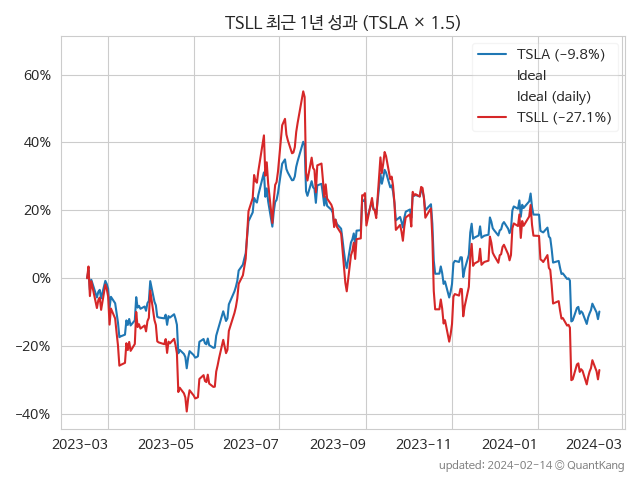 TSLL 최근 1년 성과 (TSLA × 1.5)
TSLA (−9.8%)
Ideal
Ideal (daily)
TSLL (−27.1%)
60%
40%
20%
0%
−20%
−40%
2023-03
2023-05
2023-07
2023-09
2023-11
2024-01
2024-03
updated: 2024-02-14 © QuantKang